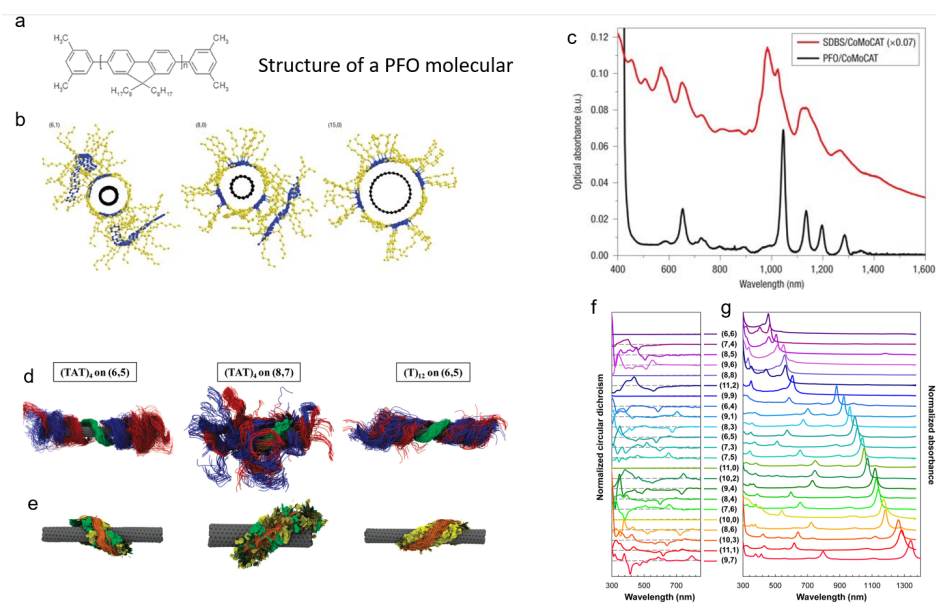 a
CH₃
H₃C
[
]n
H₃C
CH₃
H₁₇C₈
C₈H₁₇
Structure of a PFO molecular
b
(6,1)
(8,0)
(15,0)
c
SDBS/CoMoCAT (×0.07)
PFO/CoMoCAT
Optical absorbance (a.u.)
0.12
0.10
0.08
0.06
0.04
0.02
0.00
400
600
800
1,000
1,200
1,400
1,600
Wavelength (nm)
d
(TAT)₄ on (6,5)
(TAT)₄ on (8,7)
(T)₁₂ on (6,5)
e
f
g
Normalized circular dichroism
(6,6)
(7,4)
(8,5)
(9,6)
(8,8)
(11,2)
(9,9)
(6,4)
(9,1)
(8,3)
(6,5)
(7,3)
(7,5)
(11,0)
(10,2)
(9,4)
(8,4)
(7,6)
(10,0)
(8,6)
(10,3)
(11,1)
(9,7)
Normalized absorbance
300
500
700
Wavelength (nm)
300
500
700
900
1100
1300
Wavelength (nm)